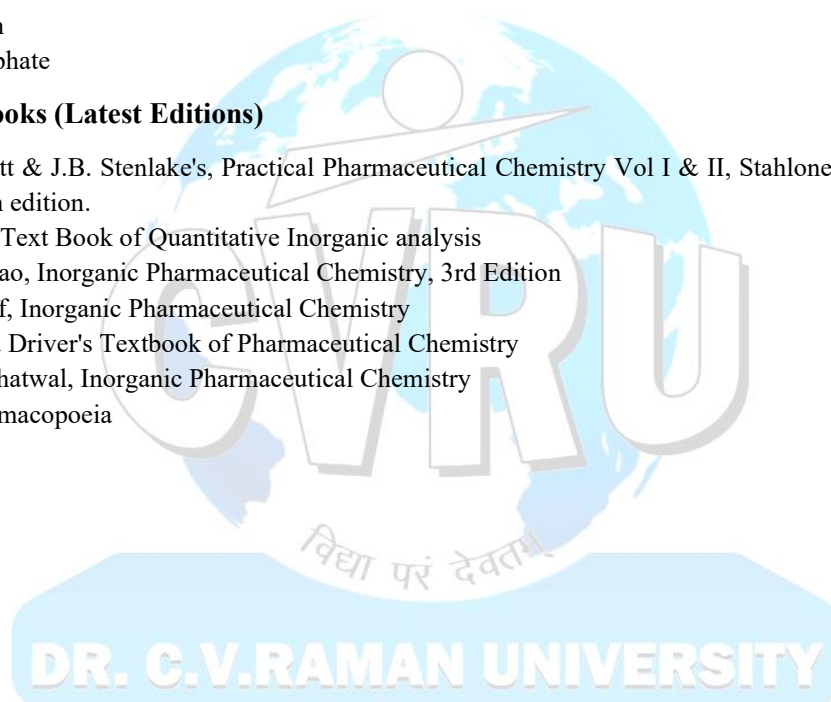 phate
ooks (Latest Editions)
tt & J.B. Stenlake's, Practical Pharmaceutical Chemistry Vol I & II, Stahlone
edition.
Text Book of Quantitative Inorganic analysis
ao, Inorganic Pharmaceutical Chemistry, 3rd Edition
f, Inorganic Pharmaceutical Chemistry
Driver's Textbook of Pharmaceutical Chemistry
hatwal, Inorganic Pharmaceutical Chemistry
macopoeia
CVRU
विद्या परं देवतम्
DR. C.V.RAMAN UNIVERSITY